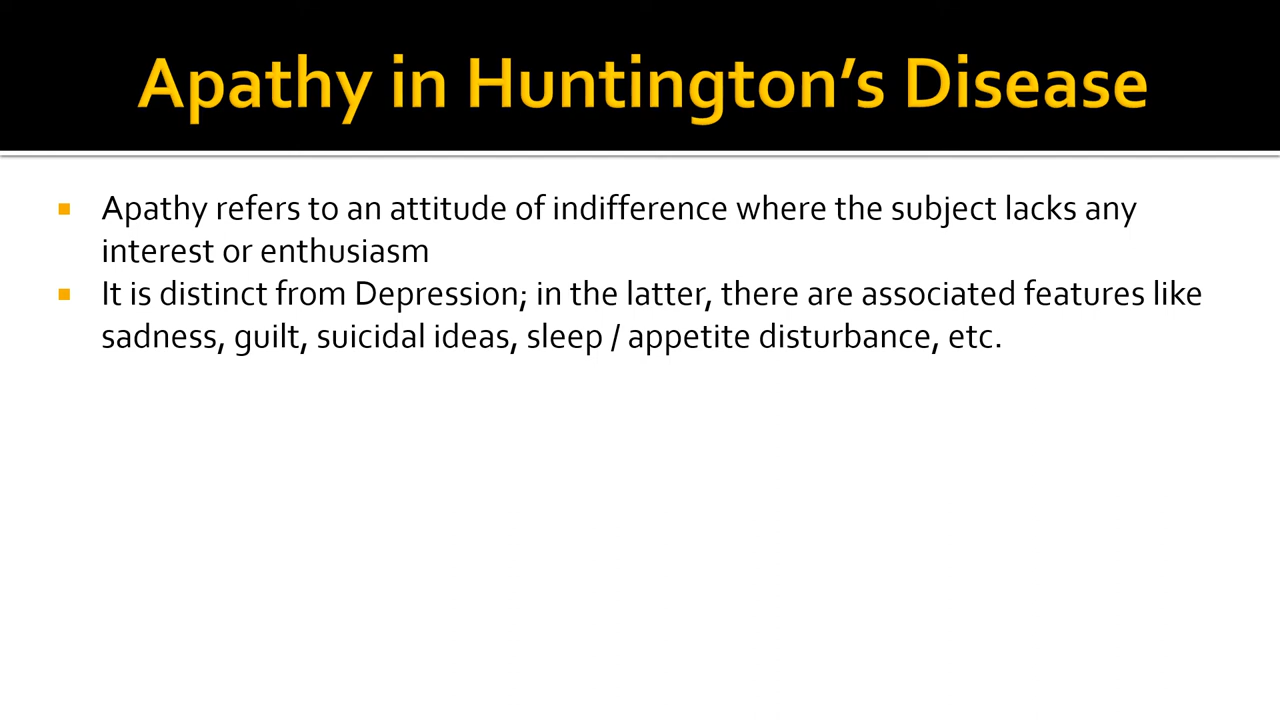 Apathy in Huntington’s Disease
Apathy refers to an attitude of indifference where the subject lacks any
interest or enthusiasm
It is distinct from Depression; in the latter, there are associated features like
sadness, guilt, suicidal ideas, sleep / appetite disturbance, etc.